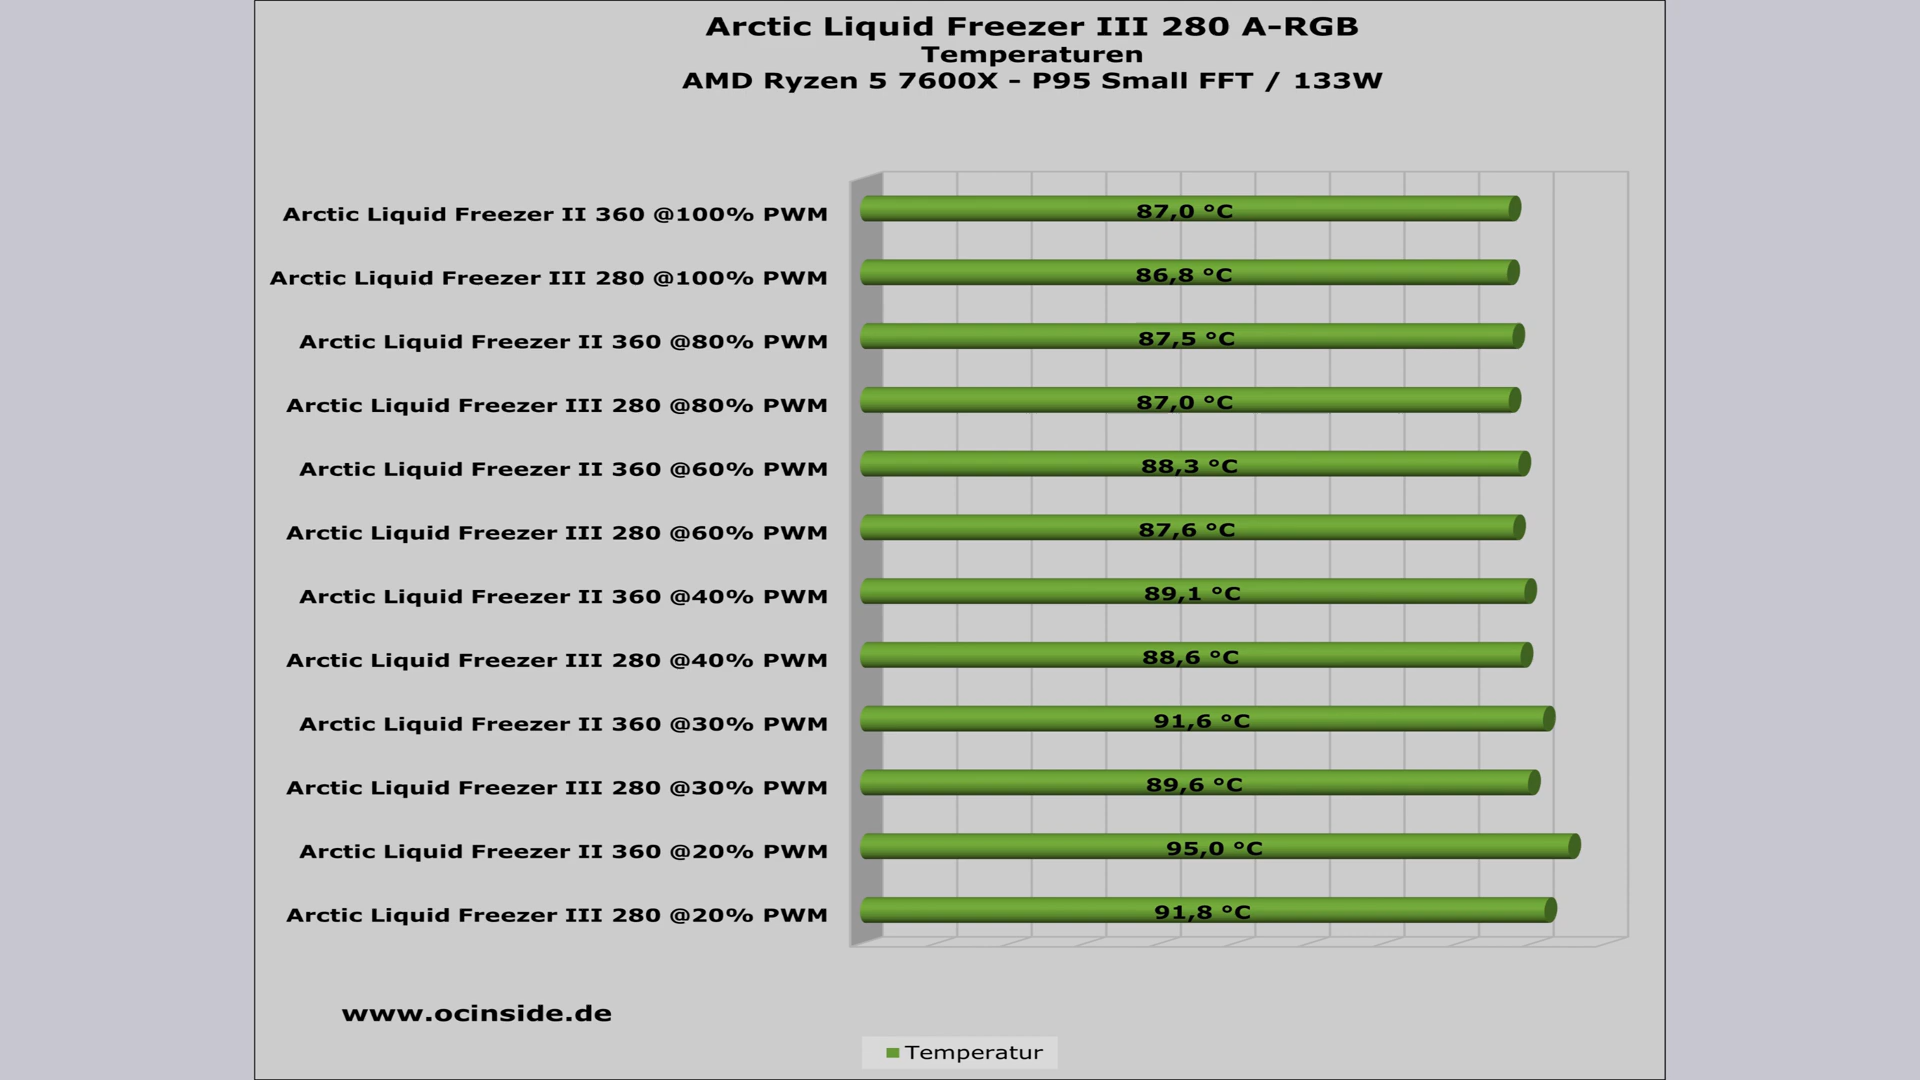 Arctic Liquid Freezer III 280 A-RGB
Temperaturen
AMD Ryzen 5 7600X - P95 Small FFT / 133W
Arctic Liquid Freezer II 360 @100% PWM 87,0 °C
Arctic Liquid Freezer III 280 @100% PWM 86,8 °C
Arctic Liquid Freezer II 360 @80% PWM 87,5 °C
Arctic Liquid Freezer III 280 @80% PWM 87,0 °C
Arctic Liquid Freezer II 360 @60% PWM 88,3 °C
Arctic Liquid Freezer III 280 @60% PWM 87,6 °C
Arctic Liquid Freezer II 360 @40% PWM 89,1 °C
Arctic Liquid Freezer III 280 @40% PWM 88,6 °C
Arctic Liquid Freezer II 360 @30% PWM 91,6 °C
Arctic Liquid Freezer III 280 @30% PWM 89,6 °C
Arctic Liquid Freezer II 360 @20% PWM 95,0 °C
Arctic Liquid Freezer III 280 @20% PWM 91,8 °C
www.ocinside.de
Temperatur